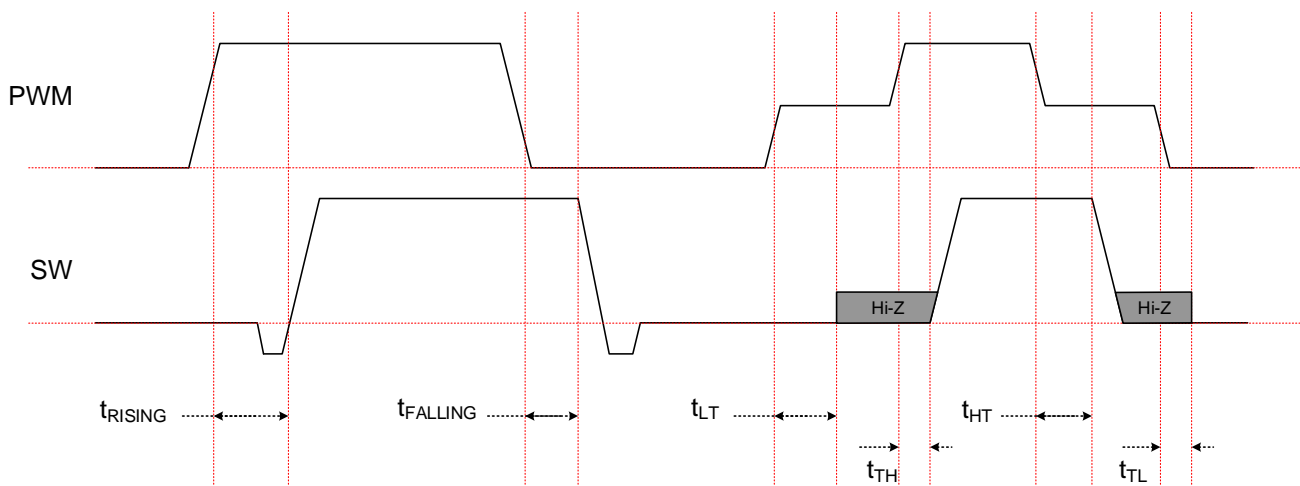 PWM
SW
Hi-Z
Hi-Z
tRISING
tFALLING
tLT
tHT
tTH
tTL